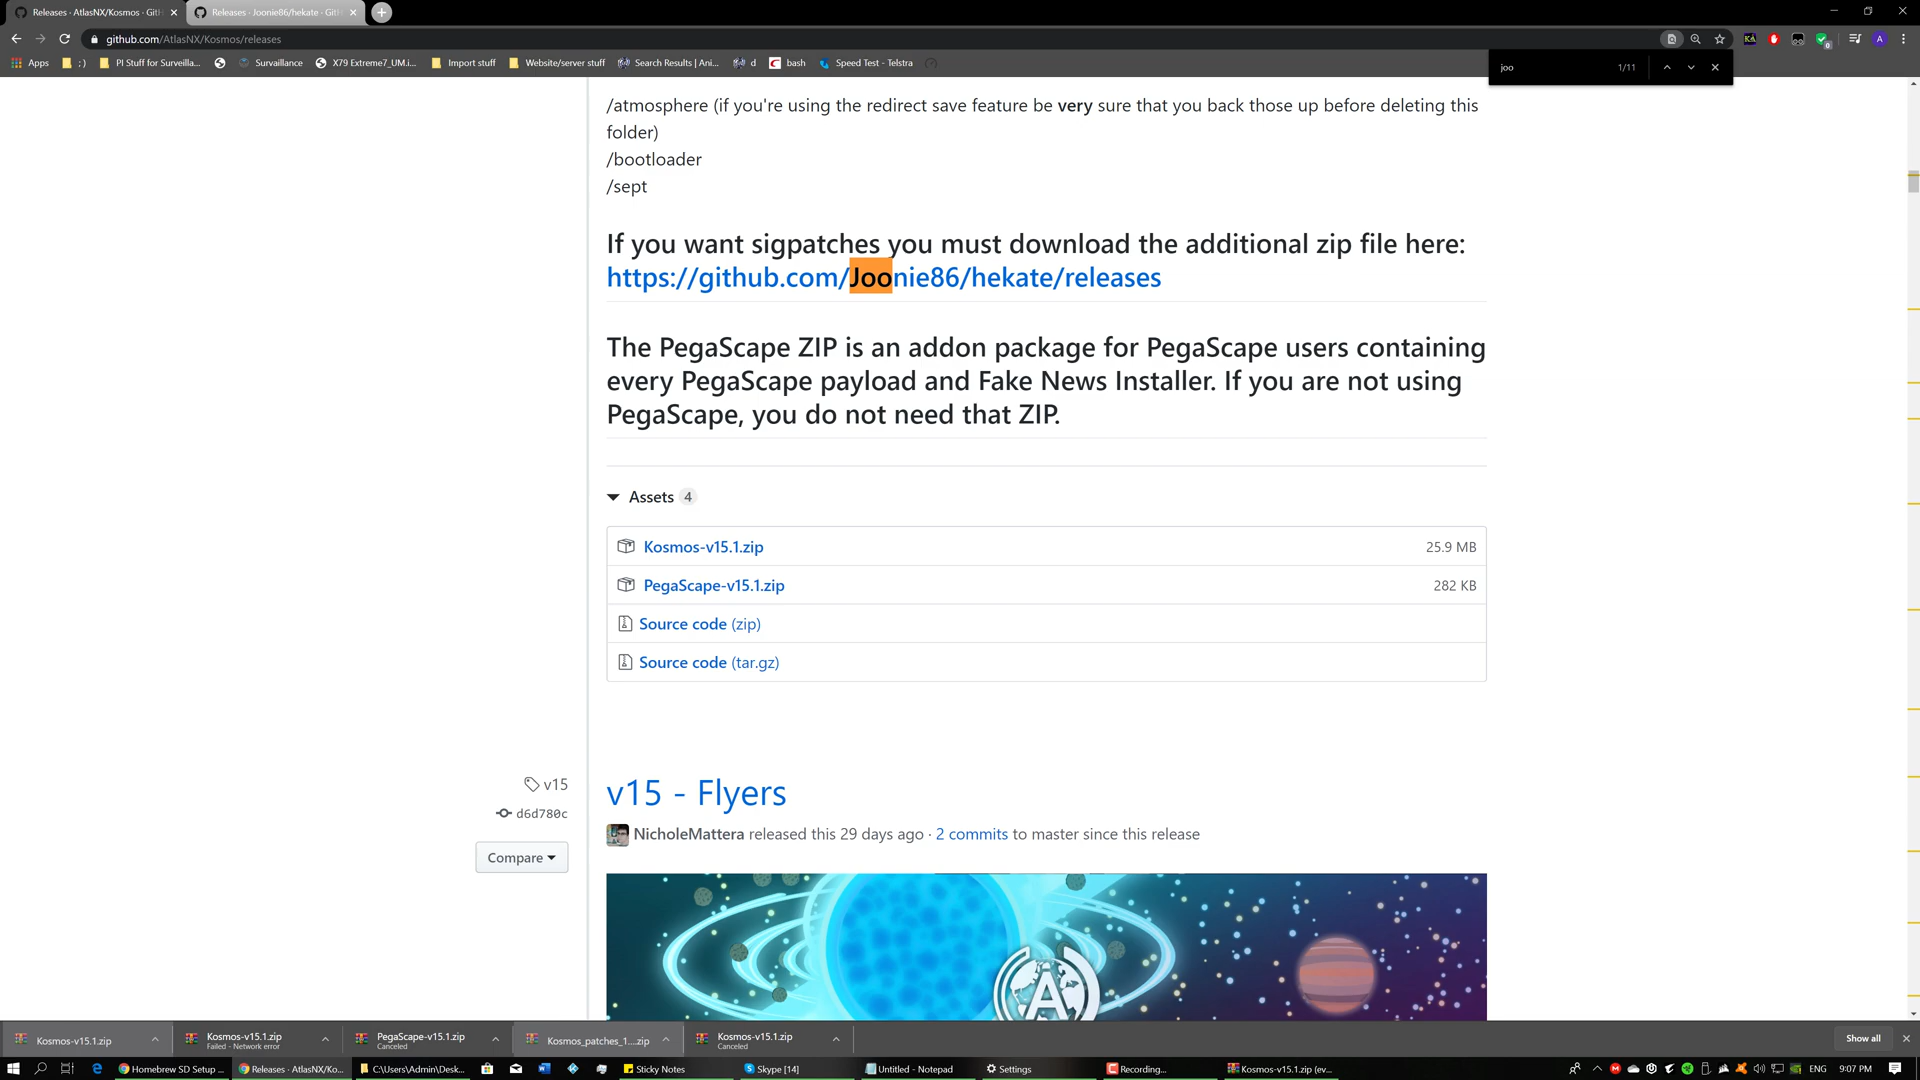 Releases · AtlasNX/Kosmos · GitH
Releases · Joonie86/hekate · GitH
github.com/AtlasNX/Kosmos/releases
Apps
; )
PI Stuff for Surveilla...
Survaillance
X79 Extreme7_UM.i...
Import stuff
Website/server stuff
Search Results | Ani...
d
bash
Speed Test - Telstra
joo
1/11
/atmosphere (if you're using the redirect save feature be very sure that you back those up before deleting this
folder)
/bootloader
/sept
If you want sigpatches you must download the additional zip file here:
https://github.com/Joonie86/hekate/releases
The PegaScape ZIP is an addon package for PegaScape users containing
every PegaScape payload and Fake News Installer. If you are not using
PegaScape, you do not need that ZIP.
Assets 4
Kosmos-v15.1.zip 25.9 MB
PegaScape-v15.1.zip 282 KB
Source code (zip)
Source code (tar.gz)
v15
d6d780c
Compare
v15 - Flyers
NicholeMattera released this 29 days ago · 2 commits to master since this release
Kosmos-v15.1.zip
Kosmos-v15.1.zip
Failed - Network error
PegaScape-v15.1.zip
Canceled
Kosmos_patches_1....zip
Kosmos-v15.1.zip
Canceled
Show all
Homebrew SD Setup ...
Releases · AtlasNX/Ko...
C:\Users\Admin\Desk...
Sticky Notes
Skype [14]
Untitled - Notepad
Settings
Recording...
Kosmos-v15.1.zip (ev...
ENG
9:07 PM